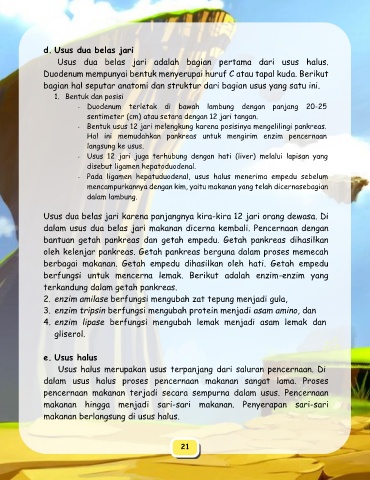 d. Usus dua belas jari
Usus dua belas jari adalah bagian pertama dari usus halus.
Duodenum mempunyai bentuk menyerupai huruf C atau tapal kuda. Berikut
bagian hal seputar anatomi dan struktur dari bagian usus yang satu ini.
1. Bentuk dan posisi
- Duodenum terletak di bawah lambung dengan panjang 20-25
sentimeter (cm) atau setara dengan 12 jari tangan.
- Bentuk usus 12 jari melengkung karena posisinya mengelilingi pankreas.
Hal ini memudahkan pankreas untuk mengirim enzim pencernaan
langsung ke usus.
- Usus 12 jari juga terhubung dengan hati (liver) melalui lapisan yang
disebut ligamen hepatoduodenal.
- Pada ligamen hepatuduodenal, usus halus menerima empedu sebelum
mencampurkannya dengan kim, yaitu makanan yang telah dicernasebagian
dalam lambung.
Usus dua belas jari karena panjangnya kira-kira 12 jari orang dewasa. Di
dalam usus dua belas jari makanan dicerna kembali. Pencernaan dengan
bantuan getah pankreas dan getah empedu. Getah pankreas dihasilkan
oleh kelenjar pankreas. Getah pankreas berguna dalam proses memecah
berbagai makanan. Getah empedu dihasilkan oleh hati. Getah empedu
berfungsi untuk mencerna lemak. Berikut adalah enzim-enzim yang
terkandung dalam getah pankreas.
2. enzim amilase berfungsi mengubah zat tepung menjadi gula,
3. enzim tripsin berfungsi mengubah protein menjadi asam amino, dan
4. enzim lipase berfungsi mengubah lemak menjadi asam lemak dan
gliserol.
e. Usus halus
Usus halus merupakan usus terpanjang dari saluran pencernaan. Di
dalam usus halus proses pencernaan makanan sangat lama. Proses
pencernaan makanan terjadi secara sempurna dalam usus. Pencernaan
makanan hingga menjadi sari-sari makanan. Penyerapan sari-sari
makanan berlangsung di usus halus.
21